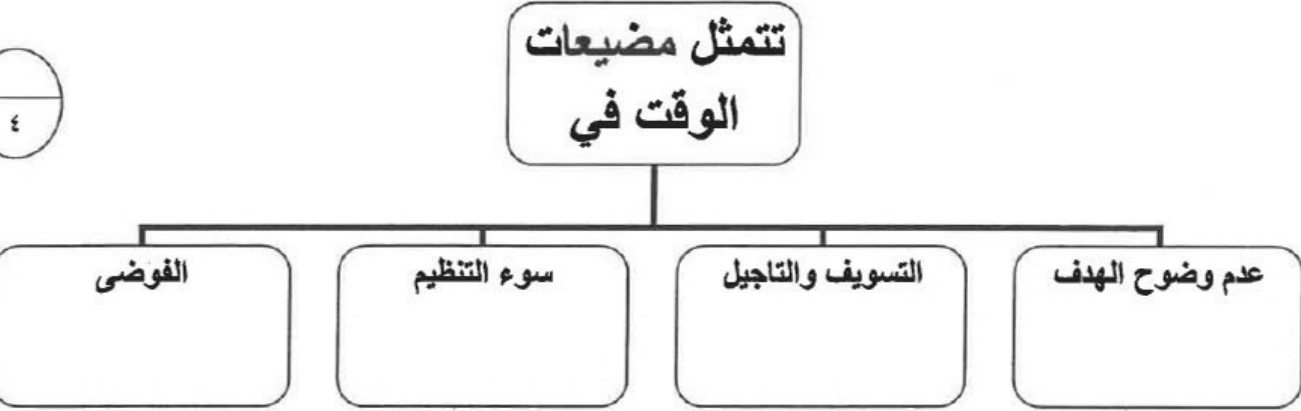 تتمثل مضيعات
الوقت في
٤
عدم وضوح الهدف
التسويف والتاجيل
سوء التنظيم
الفوضى